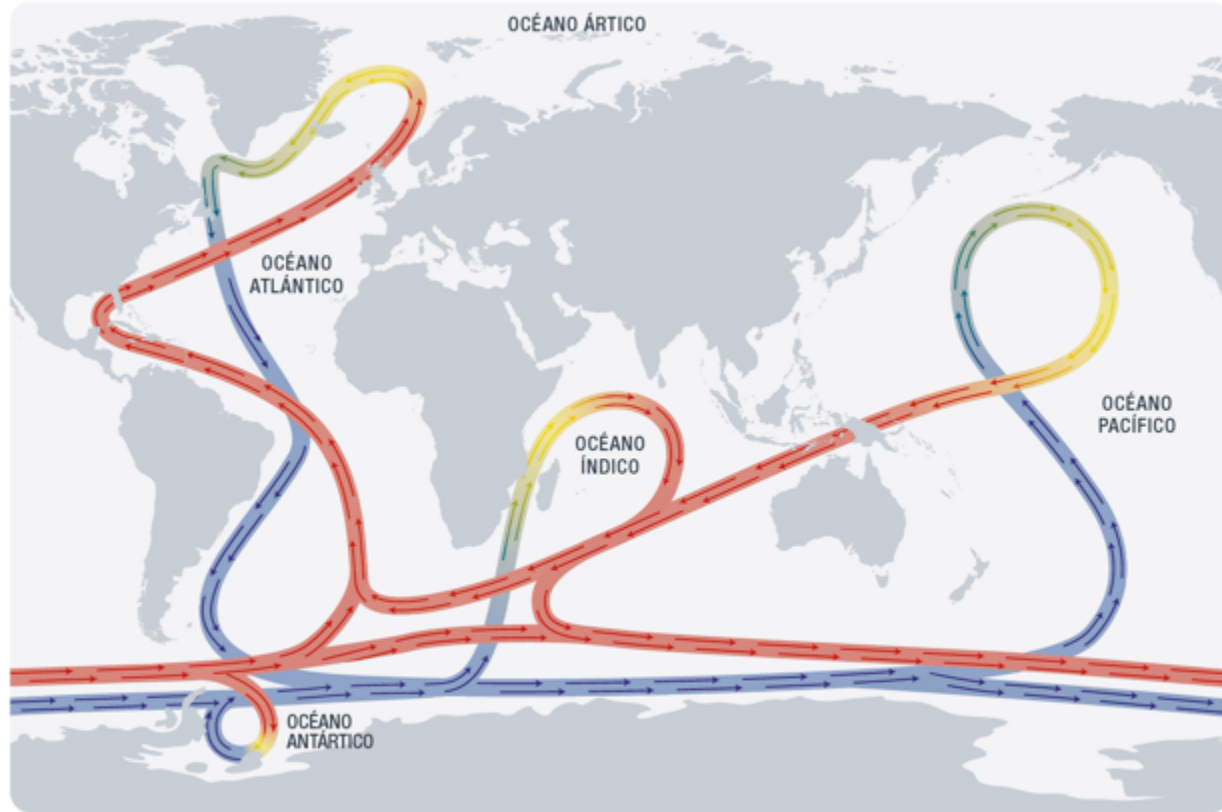 OCÉANO ÁRTICO
OCÉANO
ATLÁNTICO
OCÉANO
PACÍFICO
OCÉANO
ÍNDICO
OCÉANO
ANTÁRTICO